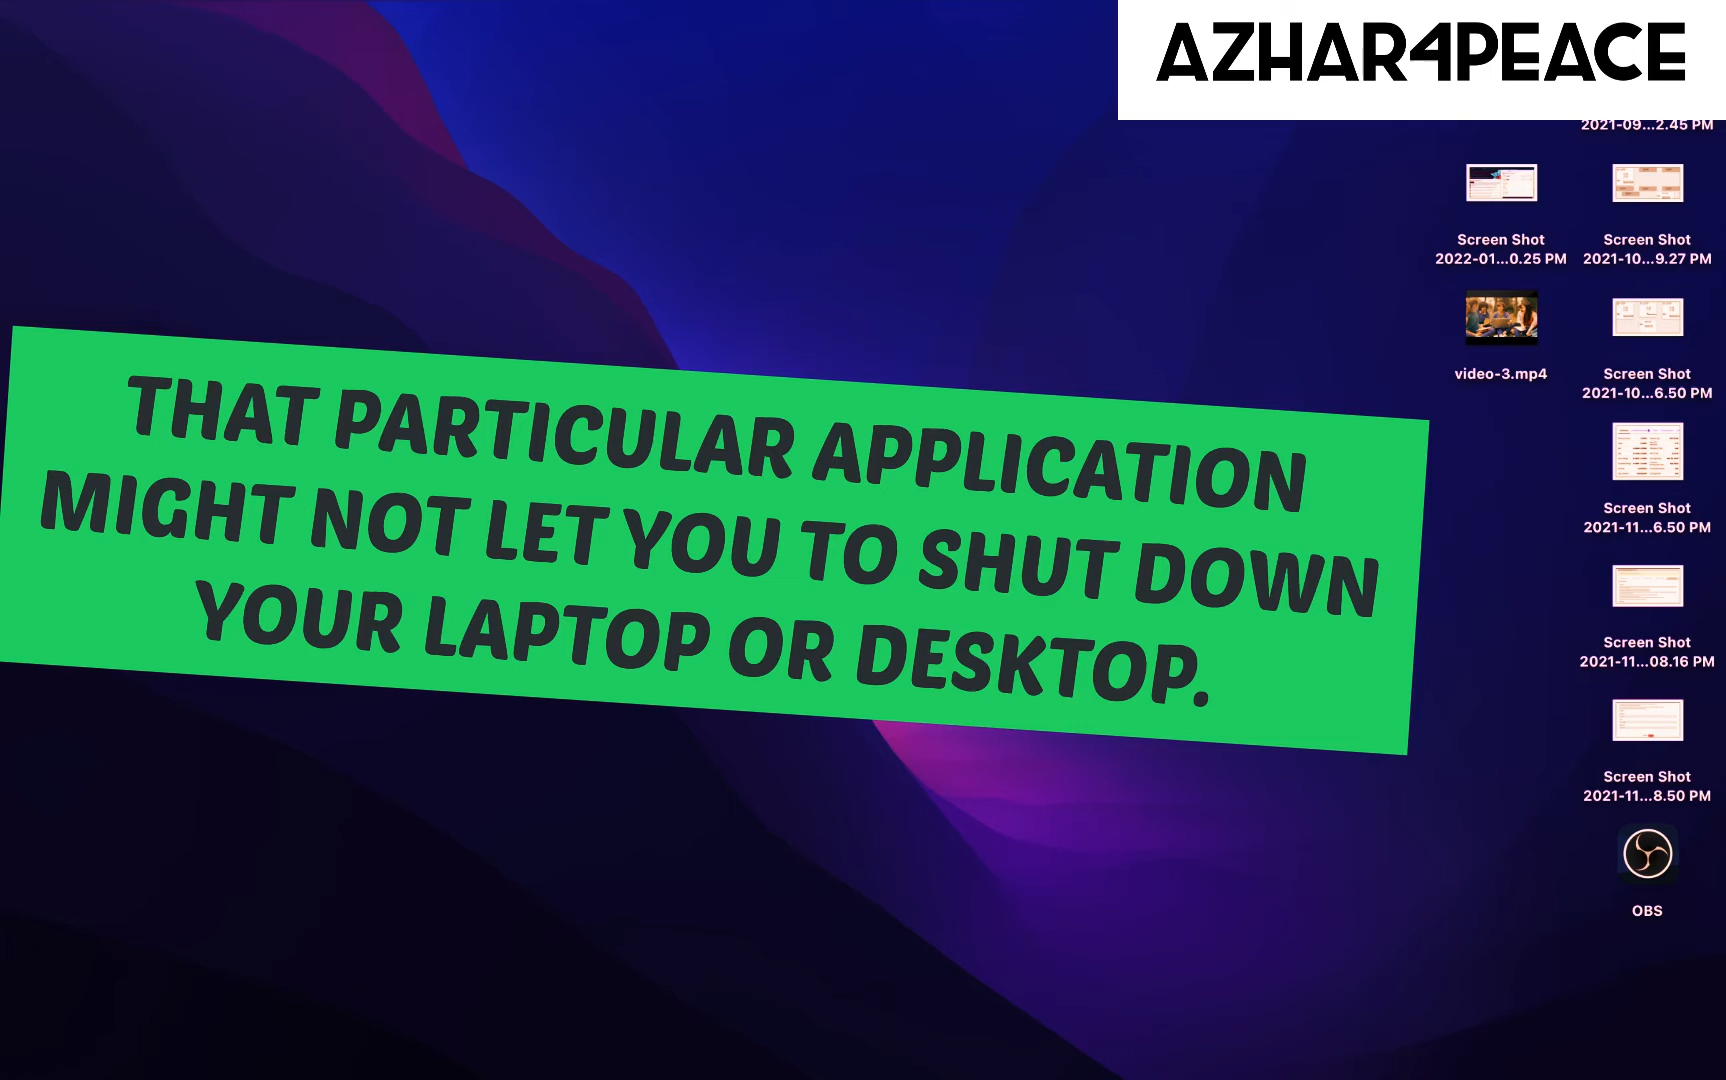 AZHAR4PEACE
2021-09...2.45 PM
Screen Shot
2022-01...0.25 PM
Screen Shot
2021-10...9.27 PM
THAT PARTICULAR APPLICATION
MIGHT NOT LET YOU TO SHUT DOWN
YOUR LAPTOP OR DESKTOP.
video-3.mp4
Screen Shot
2021-10...6.50 PM
Screen Shot
2021-11...6.50 PM
Screen Shot
2021-11...08.16 PM
Screen Shot
2021-11...8.50 PM
OBS